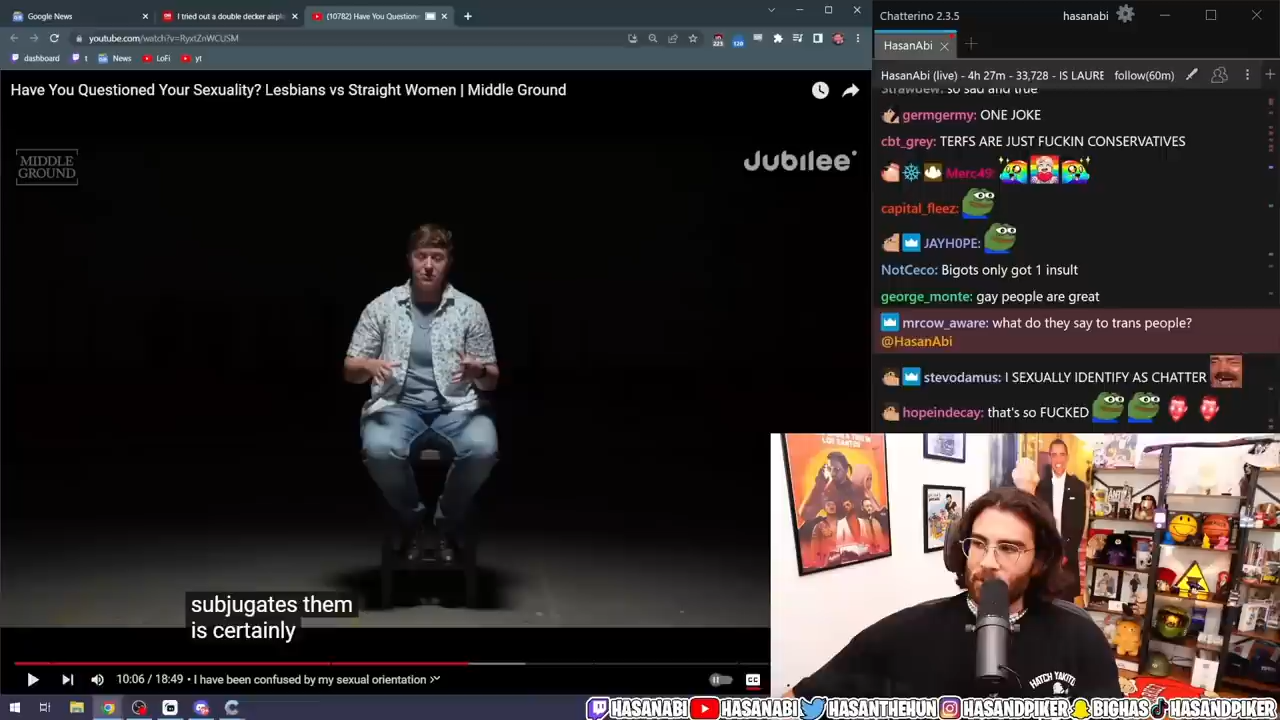 Google News
I tried out a double decker airpl
(10782) Have You Question
Chatterino 2.3.5
hasanabi
youtube.com/watch?v=RyxtZnWCUSM
dashboard
t
News
LoFi
yt
HasanAbi
HasanAbi (live) - 4h 27m - 33,728 - IS LAURE
follow(60m)
Have You Questioned Your Sexuality? Lesbians vs Straight Women | Middle Ground
Strawdew: so sad and true
germgermy: ONE JOKE
cbt_grey: TERFS ARE JUST FUCKIN CONSERVATIVES
MIDDLE
GROUND
Jubilee
Merc49:
capital_fleez:
JAYH0PE:
NotCeco: Bigots only got 1 insult
george_monte: gay people are great
mrcow_aware: what do they say to trans people?
@HasanAbi
stevodamus: I SEXUALLY IDENTIFY AS CHATTER
hopeindecay: that's so FUCKED
subjugates them
is certainly
10:06 / 18:49 • I have been confused by my sexual orientation
CC
HATCH YAKITI
HASANABI
HASANABI
HASANTHEHUN
HASANDPIKER
BIGHAS
HASANDPIKER